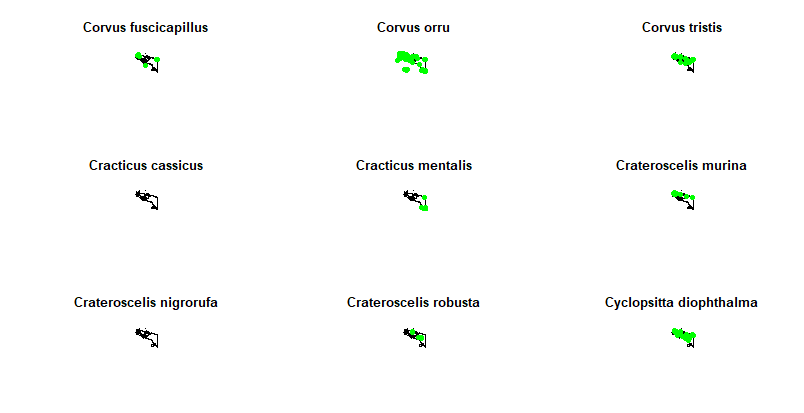 Corvus fuscicapillus
Corvus orru
Corvus tristis
Cracticus cassicus
Cracticus mentalis
Crateroscelis murina
Crateroscelis nigrorufa
Crateroscelis robusta
Cyclopsitta diophthalma